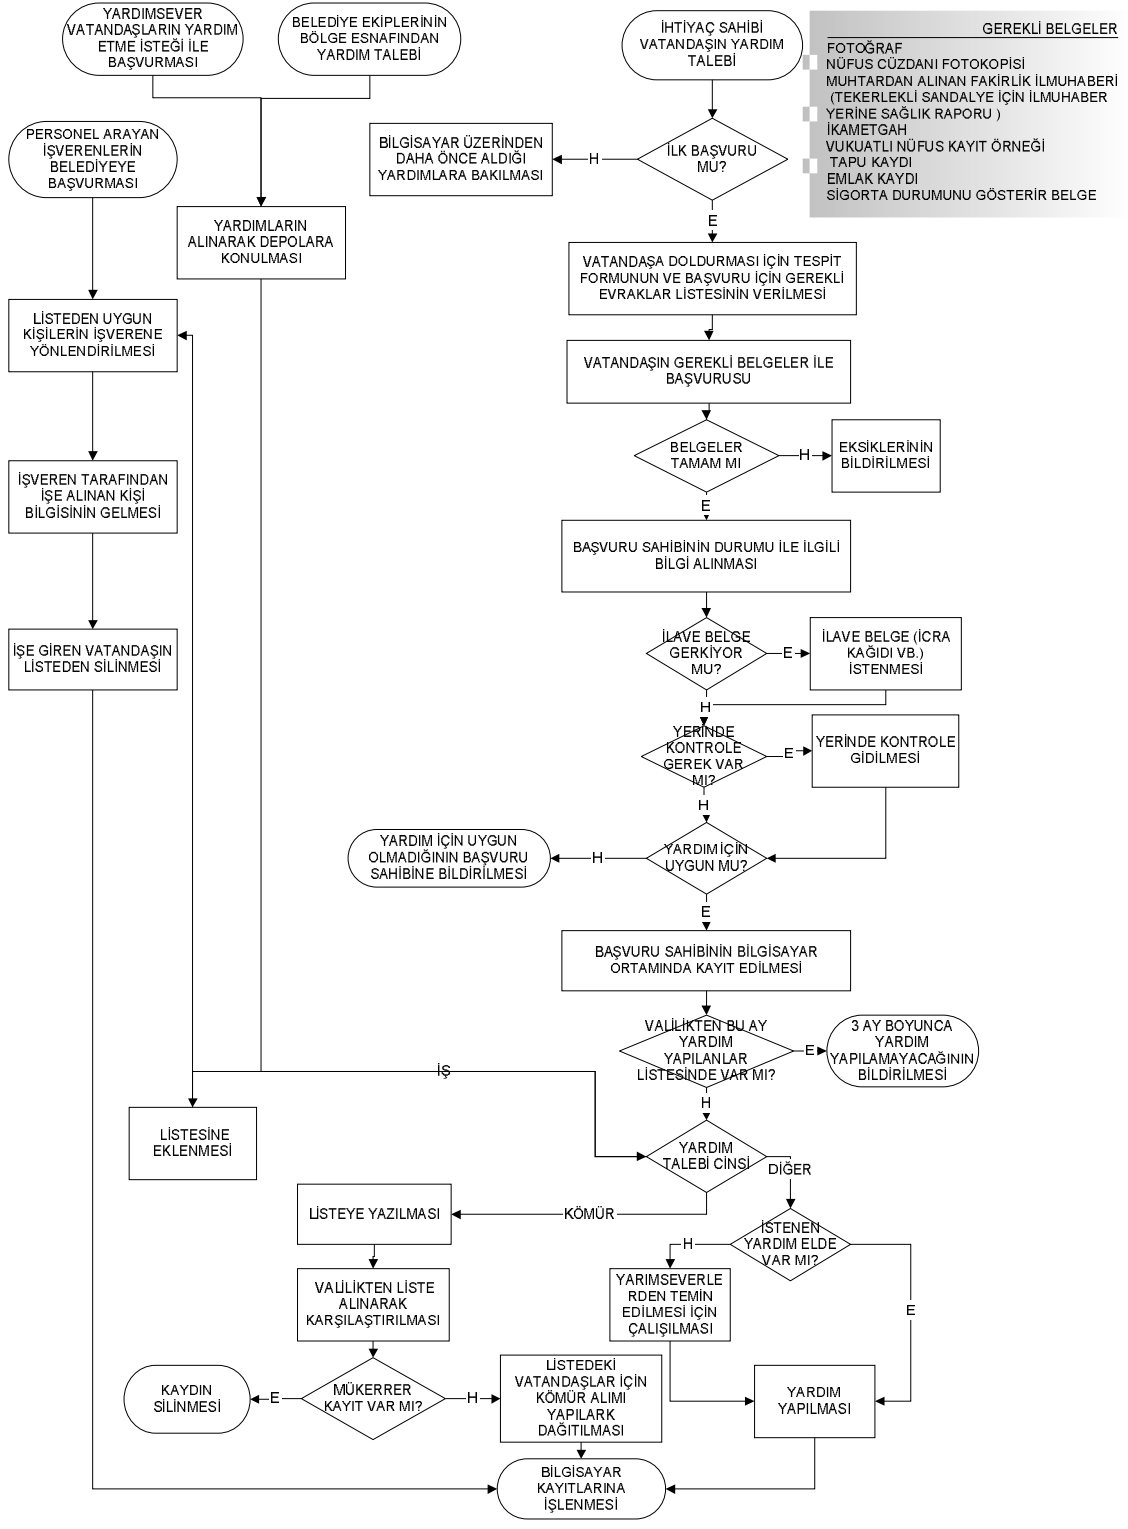 YARDIMSEVER
VATANDAŞLARIN YARDIM
ETME İSTEĞİ İLE
BAŞVURMASI
BELEDİYE EKİPLERİNİN
BÖLGE ESNAFINDAN
YARDIM TALEBİ
İHTİYAÇ SAHİBİ
VATANDAŞIN YARDIM
TALEBİ
GEREKLİ BELGELER
FOTOĞRAF
NÜFUS CÜZDANI FOTOKOPİSİ
MUHTARDAN ALINAN FAKİRLİK İLMUHABERİ
(TEKERLEKLİ SANDALYE İÇİN İLMUHABER
YERİNE SAĞLIK RAPORU )
İKAMETGAH
VUKUATLI NÜFUS KAYIT ÖRNEĞİ
TAPU KAYDI
EMLAK KAYDI
SİGORTA DURUMUNU GÖSTERİR BELGE
PERSONEL ARAYAN
İŞVERENLERİN
BELEDİYEYE
BAŞVURMASI
BİLGİSAYAR ÜZERİNDEN
DAHA ÖNCE ALDIĞI
YARDIMLARA BAKILMASI
H
İLK BAŞVURU
MU?
E
YARDIMLARIN
ALINARAK DEPOLARA
KONULMASI
VATANDAŞA DOLDURMASI İÇİN TESPİT
FORMUNUN VE BAŞVURU İÇİN GEREKLİ
EVRAKLAR LİSTESİNİN VERİLMESİ
LİSTEDEN UYGUN
KİŞİLERİN İŞVERENE
YÖNLENDİRİLMESİ
VATANDAŞIN GEREKLİ BELGELER İLE
BAŞVURUSU
BELGELER
TAMAM MI
H
EKSİKLERİNİN
BİLDİRİLMESİ
E
İŞVEREN TARAFINDAN
İŞE ALINAN KİŞİ
BİLGİSİNİN GELMESİ
BAŞVURU SAHİBİNİN DURUMU İLE İLGİLİ
BİLGİ ALINMASI
İŞE GİREN VATANDAŞIN
LİSTEDEN SİLİNMESİ
İLAVE BELGE
GERKİYOR
MU?
E
İLAVE BELGE (İCRA
KAĞIDI VB.)
İSTENMESİ
H
YERİNDE
KONTROLE
GEREK VAR
MI?
E
YERİNDE KONTROLE
GİDİLMESİ
H
YARDIM İÇİN UYGUN
OLMADIĞININ BAŞVURU
SAHİBİNE BİLDİRİLMESİ
H
YARDIM İÇİN
UYGUN MU?
E
BAŞVURU SAHİBİNİN BİLGİSAYAR
ORTAMINDA KAYIT EDİLMESİ
VALİLİKTEN BU AY
YARDIM
YAPILANLAR
LİSTESİNDE VAR MI?
E
3 AY BOYUNCA
YARDIM
YAPILAMAYACAĞININ
BİLDİRİLMESİ
İŞ
H
LİSTESİNE
EKLENMESİ
YARDIM
TALEBİ CİNSİ
DİĞER
LİSTEYE YAZILMASI
KÖMÜR
İSTENEN
YARDIM ELDE
VAR MI?
H
VALİLİKTEN LİSTE
ALINARAK
KARŞILAŞTIRILMASI
YARIMSEVERLE
RDEN TEMİN
EDİLMESİ İÇİN
ÇALIŞILMASI
E
KAYDIN
SİLİNMESİ
E
MÜKERRER
KAYIT VAR MI?
H
LİSTEDEKİ
VATANDAŞLAR İÇİN
KÖMÜR ALIMI
YAPILARK
DAĞITILMASI
YARDIM
YAPILMASI
BİLGİSAYAR
KAYITLARINA
İŞLENMESİ